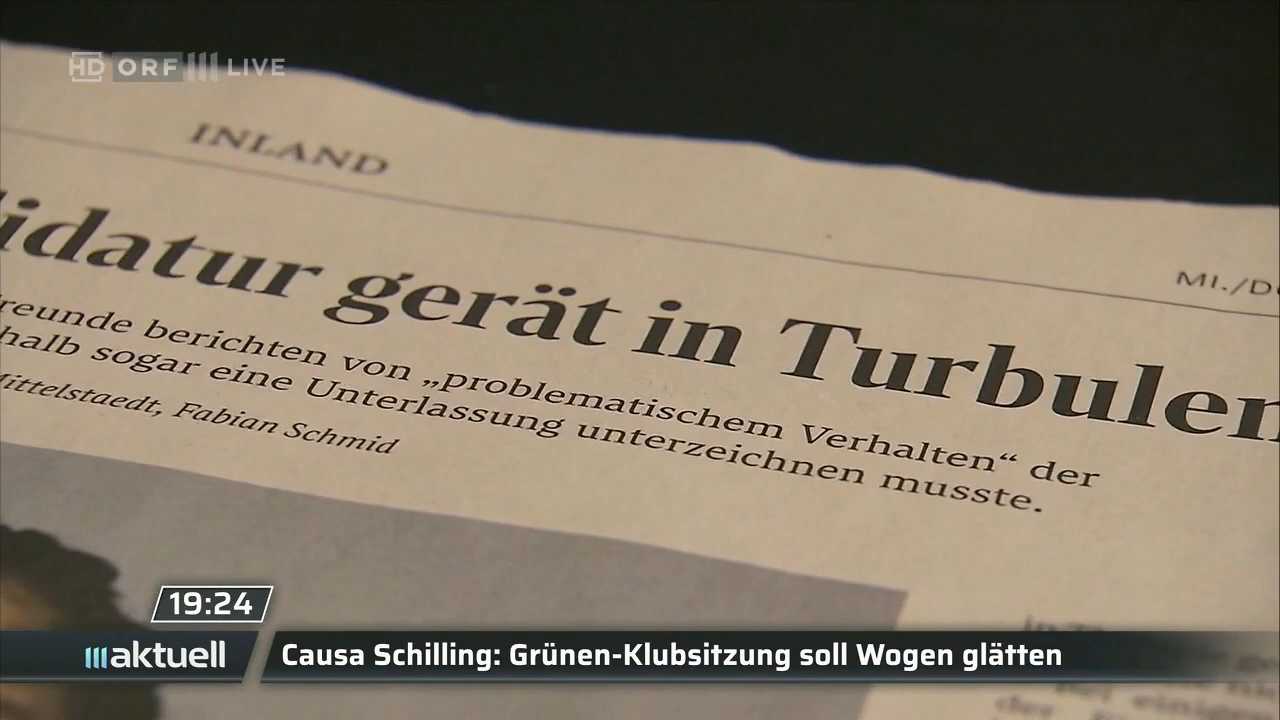 HD ORF III LIVE
INLAND
MI./D
idatur gerät in Turbulen
reunde berichten von „problematischem Verhalten“ der
halb sogar eine Unterlassung unterzeichnen musste.
Mittelstaedt, Fabian Schmid
19:24
III aktuell
Causa Schilling: Grünen-Klubsitzung soll Wogen glätten